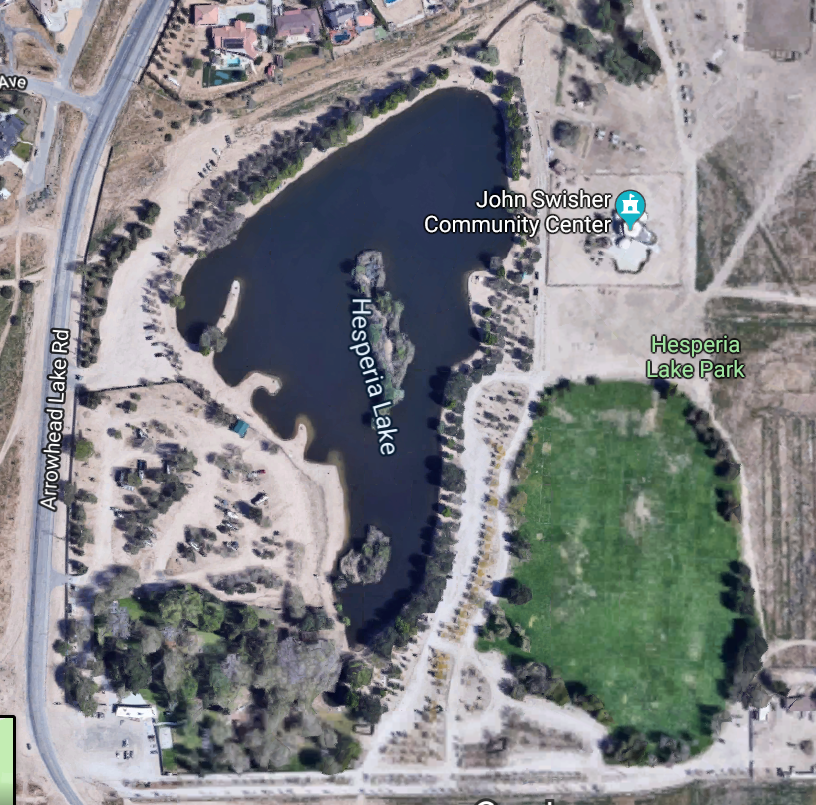 Ave
John Swisher
Community Center
Hesperia Lake
Hesperia
Lake Park
Arrowhead Lake Rd